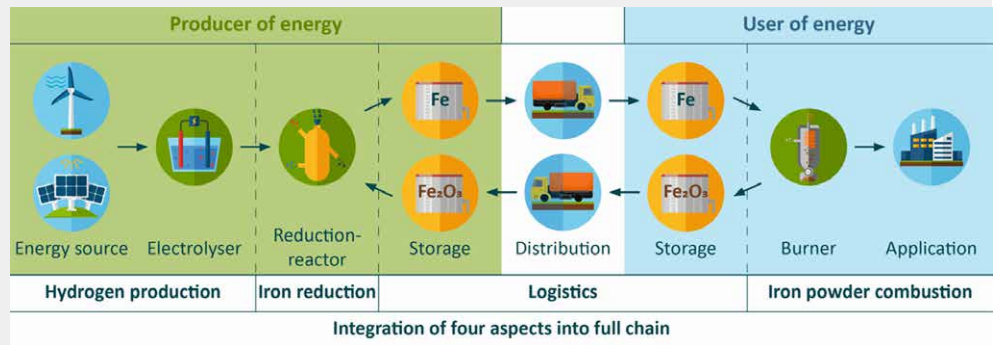 Producer of energy
User of energy
Fe
Fe
Fe₂O₃
Fe₂O₃
Energy source
Electrolyser
Reduction-
reactor
Storage
Distribution
Storage
Burner
Application
Hydrogen production
Iron reduction
Logistics
Iron powder combustion
Integration of four aspects into full chain